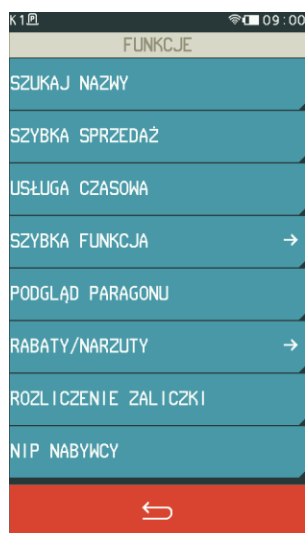 K1 P 09:00
FUNKCJE
SZUKAJ NAZWY
SZYBKA SPRZEDAŻ
USŁUGA CZASOWA
SZYBKA FUNKCJA →
PODGLĄD PARAGONU
RABATY/NARZUTY →
ROZLICZENIE ZALICZKI
NIP NABYWCY